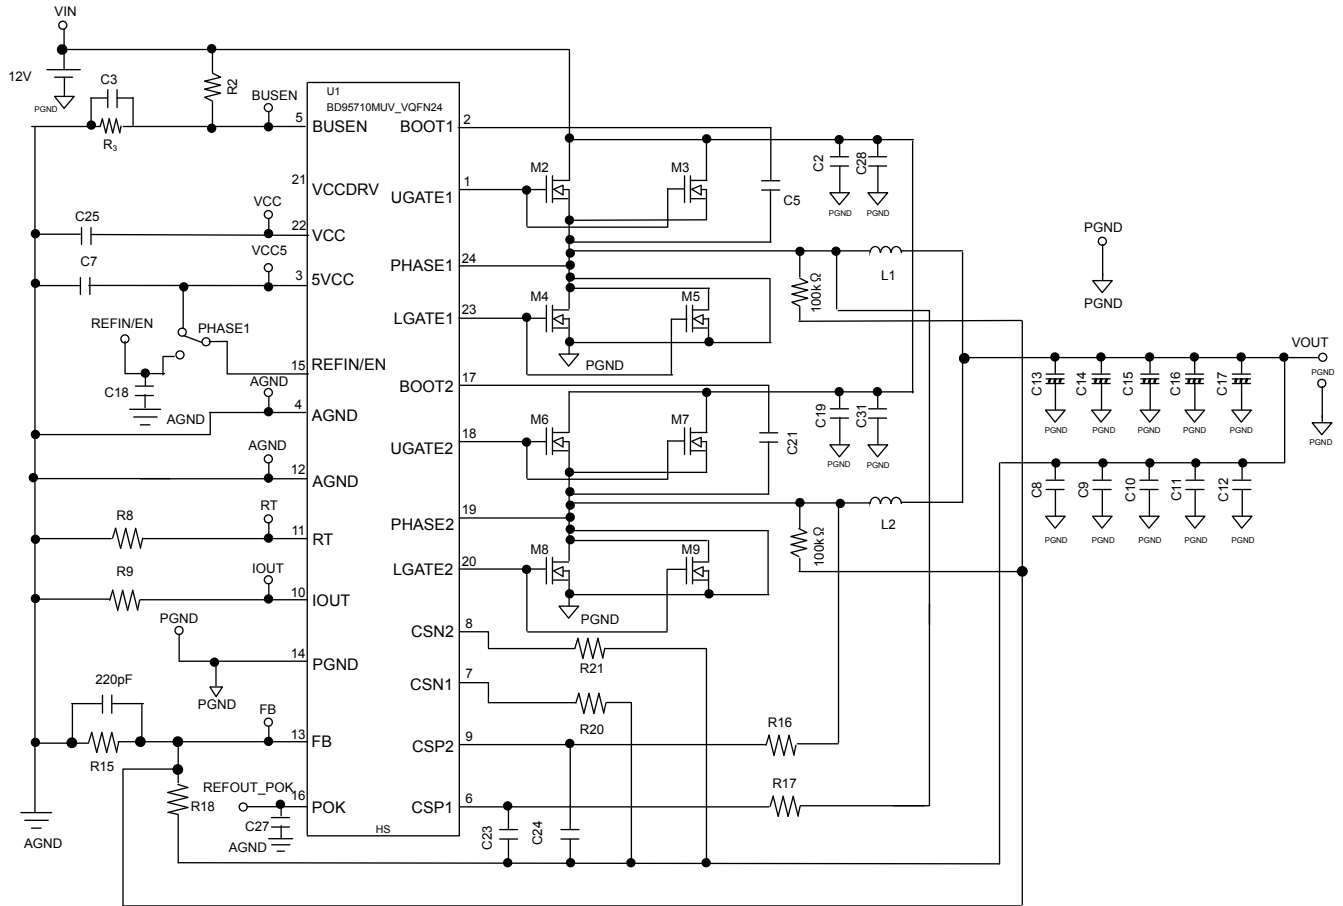 VIN
12V
PGND
C3
R3
R2
BUSEN
U1
BD95710MUV_VQFN24
5
BUSEN
BOOT1
2
21
VCCDRV
UGATE1
1
M2
M3
C5
C2
C28
PGND
PGND
C25
VCC
22
VCC
C7
VCC5
3
5VCC
PHASE1
24
100kΩ
L1
PGND
PGND
LGATE1
23
M4
M5
PGND
REFIN/EN
PHASE1
15
REFIN/EN
C18
AGND
AGND
4
AGND
BOOT2
17
VOUT
PGND
PGND
C13
C14
C15
C16
C17
PGND
PGND
PGND
PGND
PGND
UGATE2
18
M6
M7
C21
C19
C31
PGND
PGND
AGND
12
AGND
C8
C9
C10
C11
C12
PGND
PGND
PGND
PGND
PGND
R8
RT
11
RT
PHASE2
19
100kΩ
L2
R9
IOUT
10
IOUT
LGATE2
20
M8
M9
PGND
PGND
14
PGND
PGND
CSN2
8
R21
CSN1
7
R20
220pF
R15
FB
13
FB
CSP2
9
R16
R18
REFOUT_POK
16
POK
C27
AGND
CSP1
6
R17
C23
C24
HS
AGND